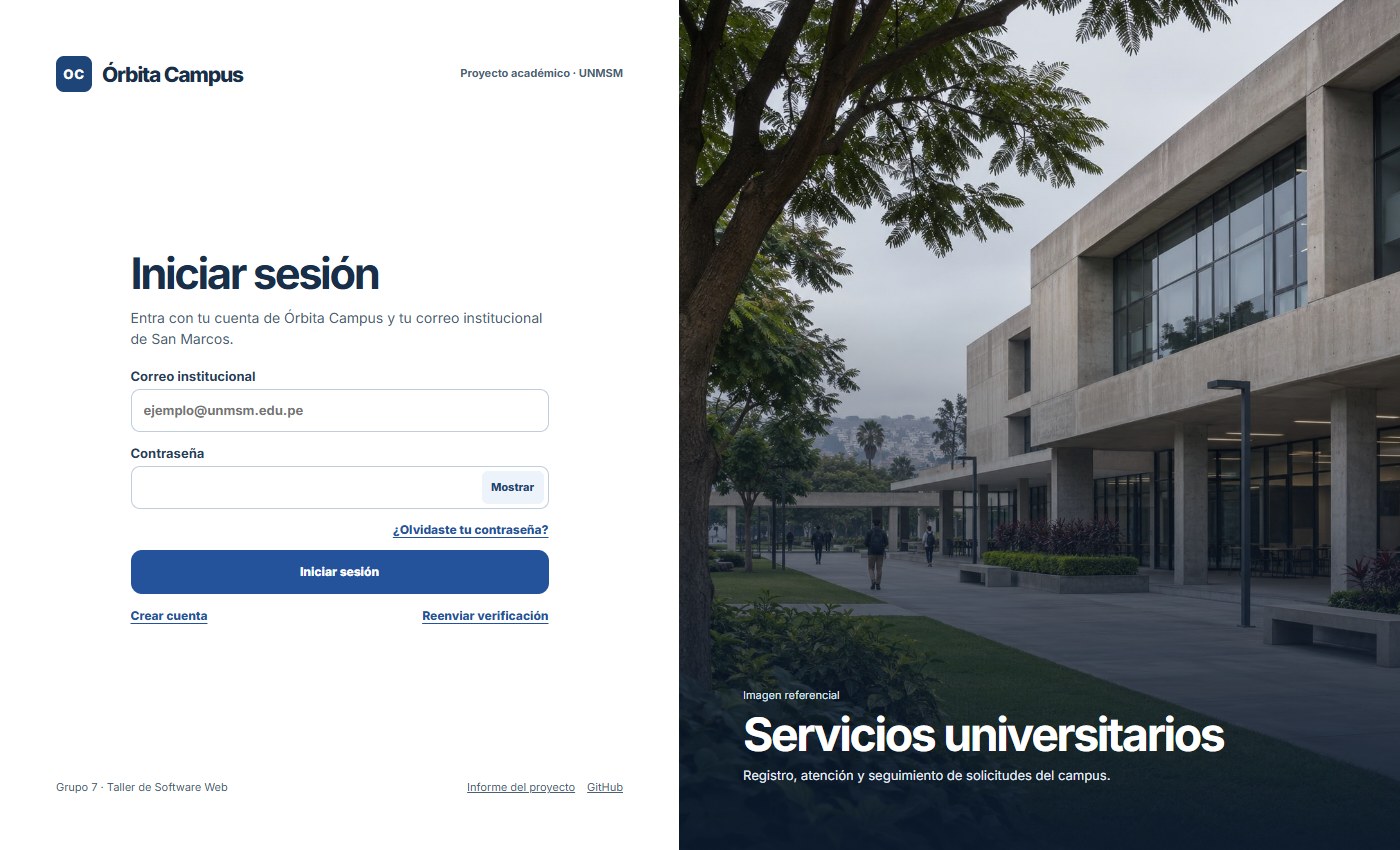 OC
Órbita Campus
Proyecto académico · UNMSM
Iniciar sesión
Entra con tu cuenta de Órbita Campus y tu correo institucional
de San Marcos.
Correo institucional
ejemplo@unmsm.edu.pe
Contraseña
Mostrar
¿Olvidaste tu contraseña?
Iniciar sesión
Crear cuenta
Reenviar verificación
Grupo 7 · Taller de Software Web
Informe del proyecto
GitHub
Imagen referencial
Servicios universitarios
Registro, atención y seguimiento de solicitudes del campus.